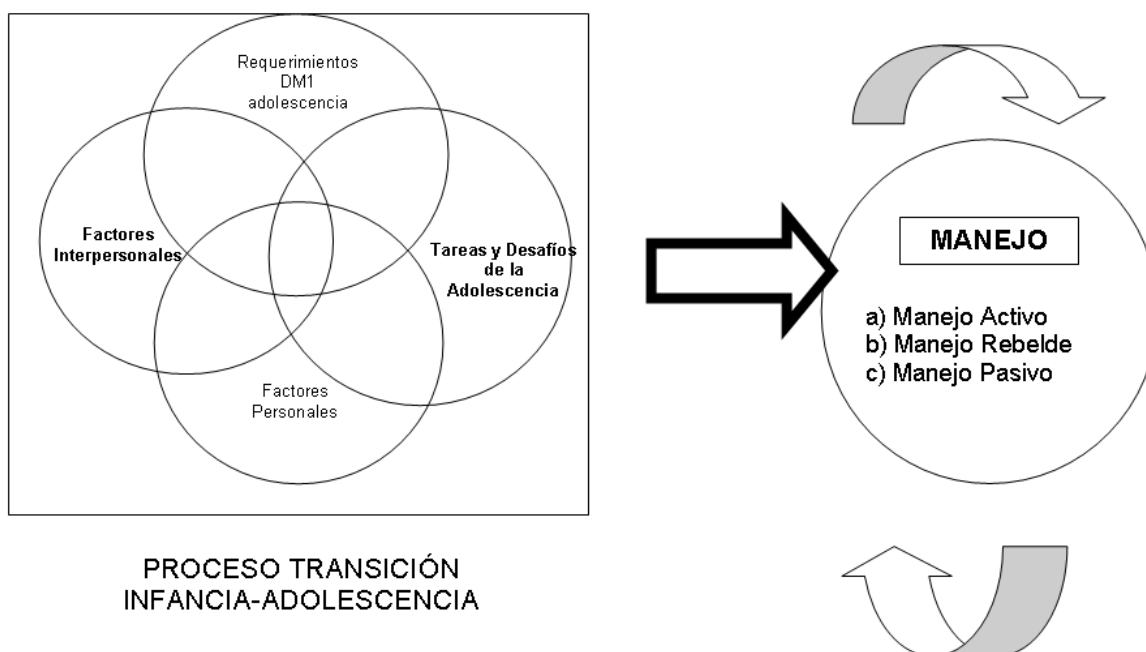 Requerimientos
DM1
adolescencia
Factores
Interpersonales
Tareas y Desafíos
de la
Adolescencia
Factores
Personales
PROCESO TRANSICIÓN
INFANCIA-ADOLESCENCIA
MANEJO
a) Manejo Activo
b) Manejo Rebelde
c) Manejo Pasivo